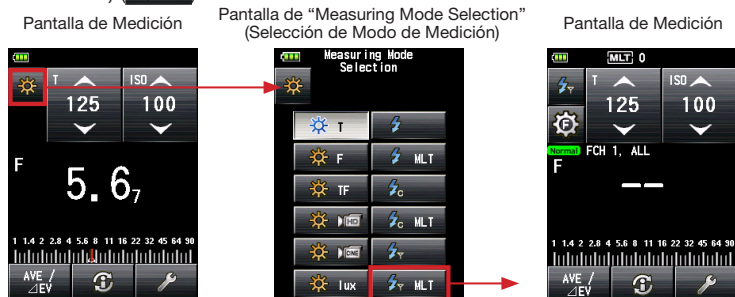 Pantalla de Medición
T
ISO
125
100
F
5. 6 7
1 1.4 2 2.8 4 5.6 8 11 16 22 32 45 64 90
AVE /
⊿EV
Pantalla de “Measuring Mode Selection”
(Selección de Modo de Medición)
Measuring Mode
Selection
T
F MLT
TF C
HD C MLT
CINE
lux MLT
Pantalla de Medición
MLT 0
T
ISO
125
100
F
Normal FCH 1, ALL
F
--
1 1.4 2 2.8 4 5.6 8 11 16 22 32 45 64 90
AVE /
⊿EV